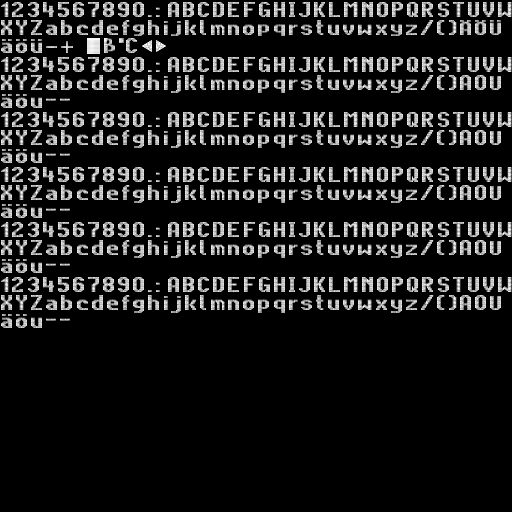 1234567890.: ABCDEFGHIJKLMNOPQRSTUVW
XYZabcdefghijklmnopqrstuvwxyz/()ÄÖÜ
äöü-+ █ß°C◀▶
1234567890.: ABCDEFGHIJKLMNOPQRSTUVW
XYZabcdefghijklmnopqrstuvwxyz/()AOU
äöu--
1234567890.: ABCDEFGHIJKLMNOPQRSTUVW
XYZabcdefghijklmnopqrstuvwxyz/()AOU
äöu--
1234567890.: ABCDEFGHIJKLMNOPQRSTUVW
XYZabcdefghijklmnopqrstuvwxyz/()AOU
äöu--
1234567890.: ABCDEFGHIJKLMNOPQRSTUVW
XYZabcdefghijklmnopqrstuvwxyz/()AOU
äöu--
1234567890.: ABCDEFGHIJKLMNOPQRSTUVW
XYZabcdefghijklmnopqrstuvwxyz/()AOU
äöu--